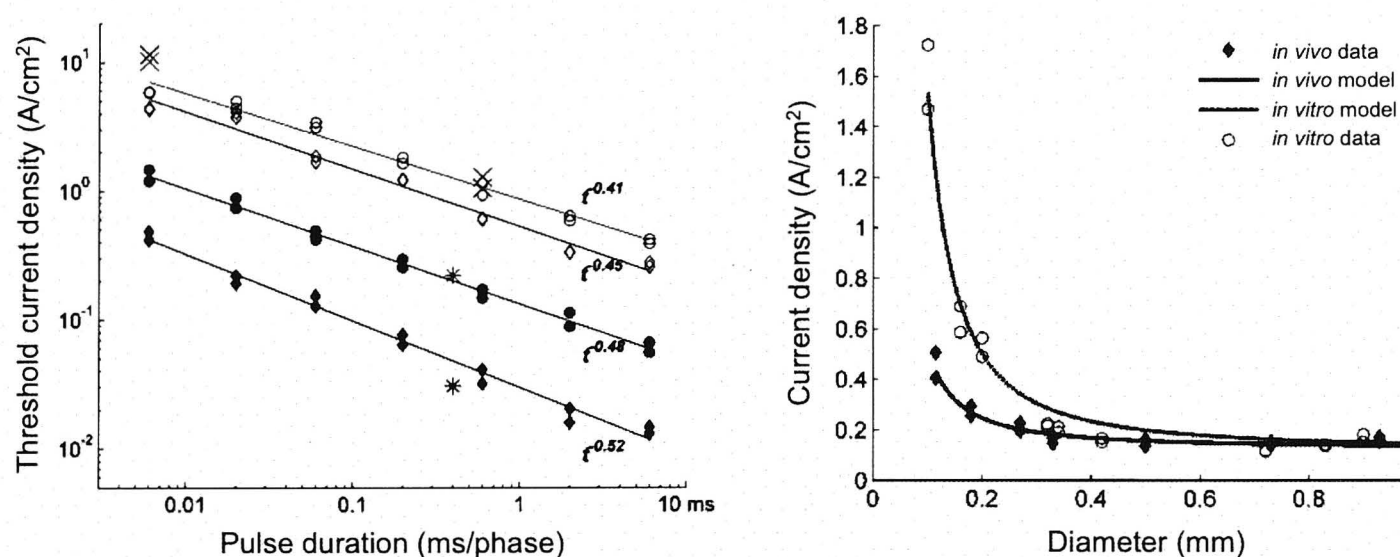 Threshold current density (A/cm²)
10¹
10⁰
10⁻¹
10⁻²
t⁻⁰·⁴¹
t⁻⁰·⁴⁵
t⁻⁰·⁴⁸
t⁻⁰·⁵²
0.01
0.1
1
10 ms
Pulse duration (ms/phase)
Current density (A/cm²)
1.8
1.6
1.4
1.2
1
0.8
0.6
0.4
0.2
0
0
0.2
0.4
0.6
0.8
Diameter (mm)
in vivo data
in vivo model
in vitro model
in vitro data